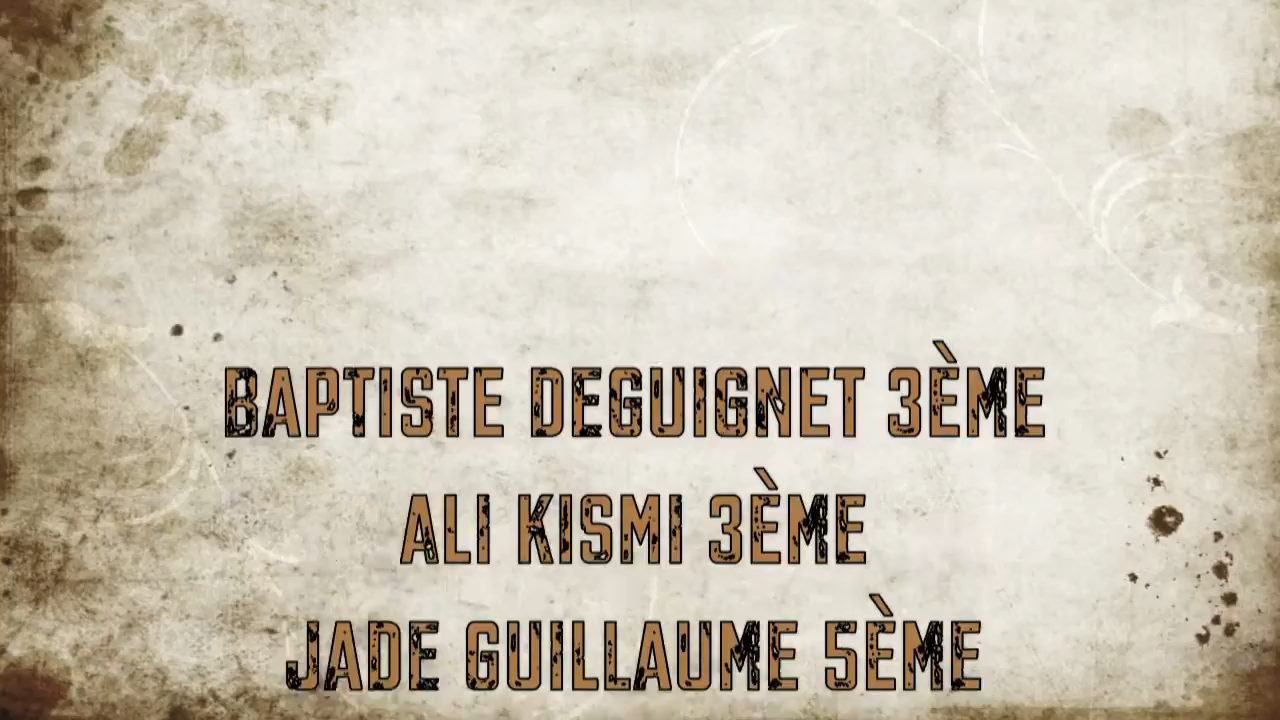 BAPTISTE DEGUIGNET 3ÈME
ALI KISMI 3ÈME
JADE GUILLAUME 5ÈME